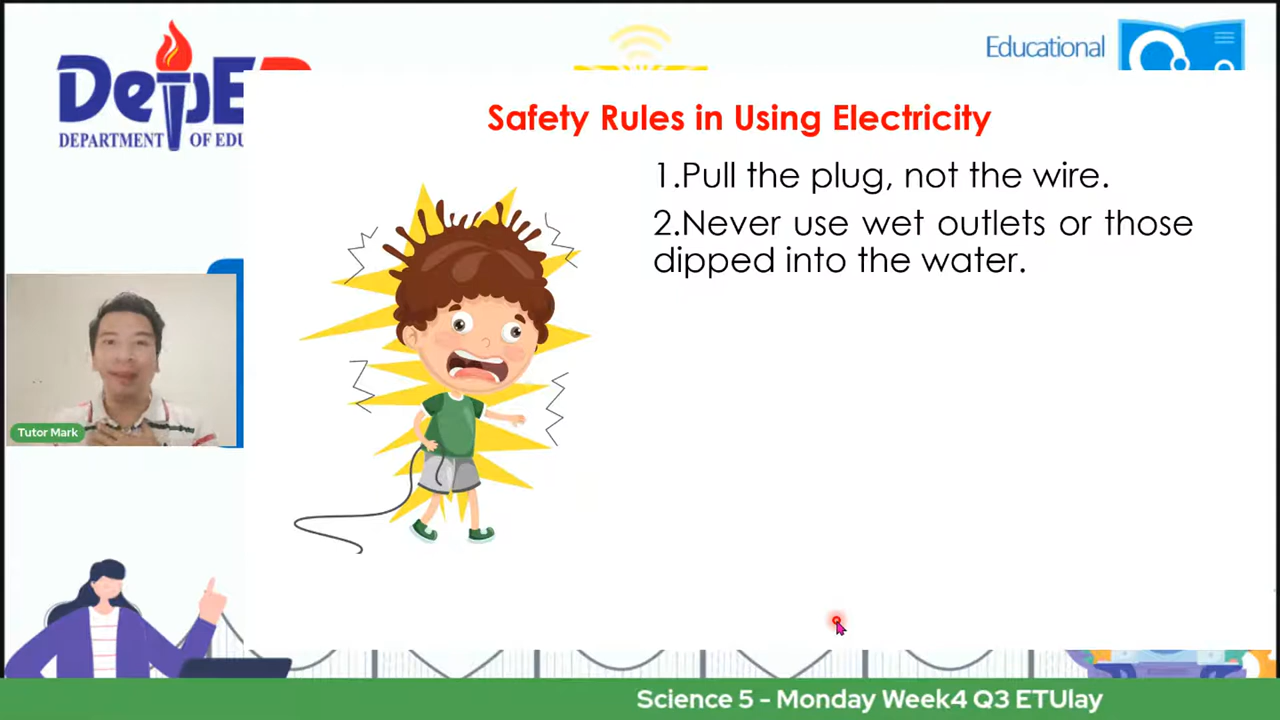 DepE
DEPARTMENT OF EDU
Educational
Safety Rules in Using Electricity
1.Pull the plug, not the wire.
2.Never use wet outlets or those
dipped into the water.
Tutor Mark
Science 5 - Monday Week4 Q3 ETUlay